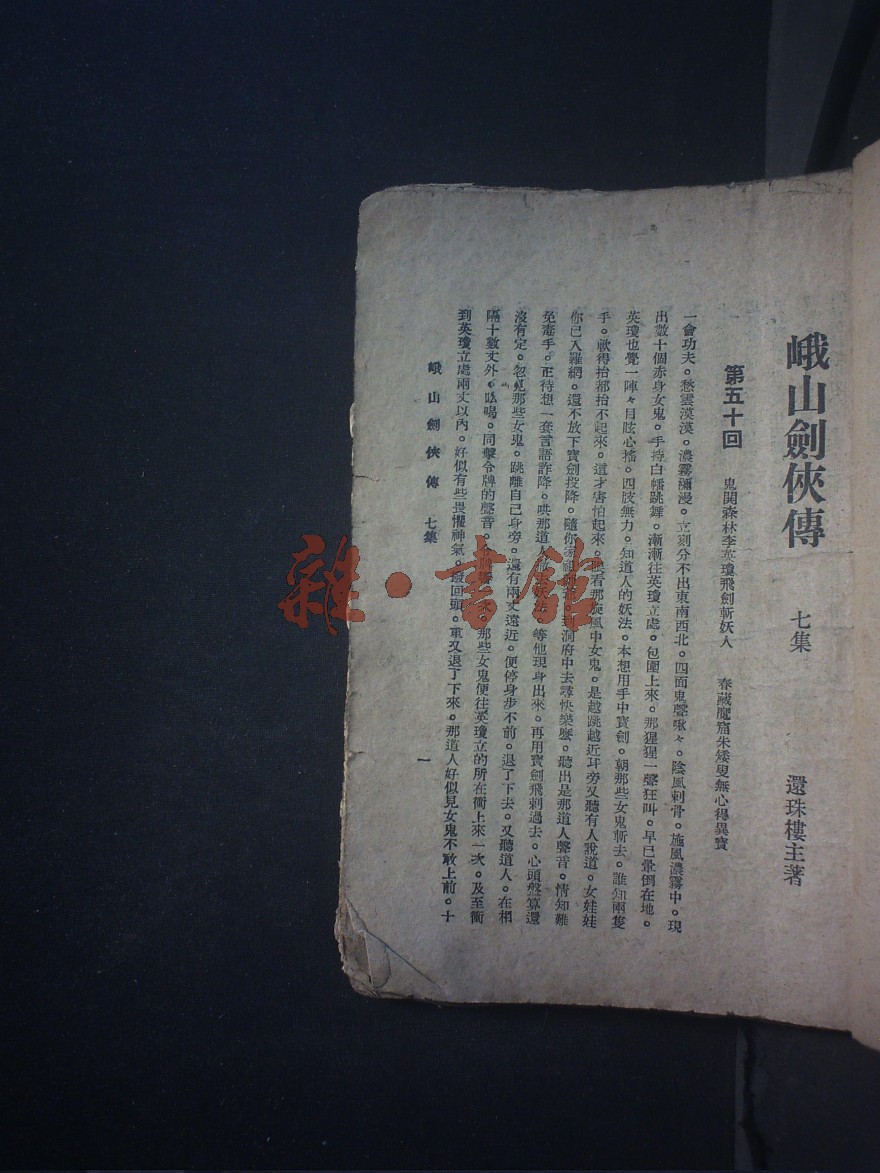 峨山劍俠傳 七集 還珠樓主著
第五十回 鬼闃森林李英瓊飛劍斬妖人 春藏魔窟朱矮叟無心得異寶
一會功夫。愁雲漠漠。濃霧瀰漫。立刻分不出東南西北。四面鬼聲啾々。陰風刺骨。旋風濃霧中。現
出數十個赤身女鬼。手持白幡跳舞。漸漸往英瓊立處。包圍上來。那猩猩一聲狂叫。早已暈倒在地。
英瓊也覺一陣々目眩心搖。四肢無力。知道人的妖法。本想用手中寶劍。朝那些女鬼斬去。誰知兩隻
手。軟得抬都抬不起來。這才害怕起來。眼看那旋風中女鬼。是越跳越近耳旁又聽有人說道。女娃娃
你已入羅網。還不放下寶劍投降。隨你洞府中去尋快樂麽。聽出是那道人聲音。情知難
免毒手。正待想一套言語詐降。哄那道人妖法。等他現身出來。再用寶劍飛刺過去。心頭盤算還
沒有定。忽見那些女鬼。跳離自己身旁。還有兩丈遠近。便停身步不前。退了下去。又聽道人。在相
隔十數丈外。吆喝。同擊令牌的聲音。那些女鬼便往英瓊立的所在衝上來一次。及至衝
到英瓊立處兩丈以內。好似有些畏懼神氣。撥回頭。重又退了下來。那道人好似見女鬼不敢上前。十
峨山劍俠傳 七集 一
雜·書館